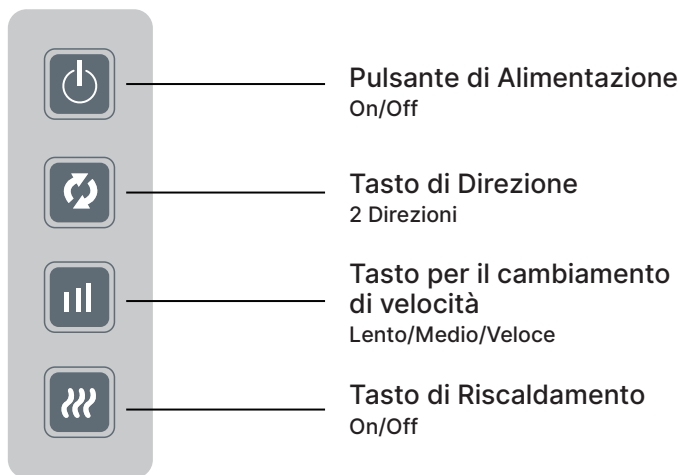 Pulsante di Alimentazione
On/Off
Tasto di Direzione
2 Direzioni
Tasto per il cambiamento
di velocità
Lento/Medio/Veloce
Tasto di Riscaldamento
On/Off